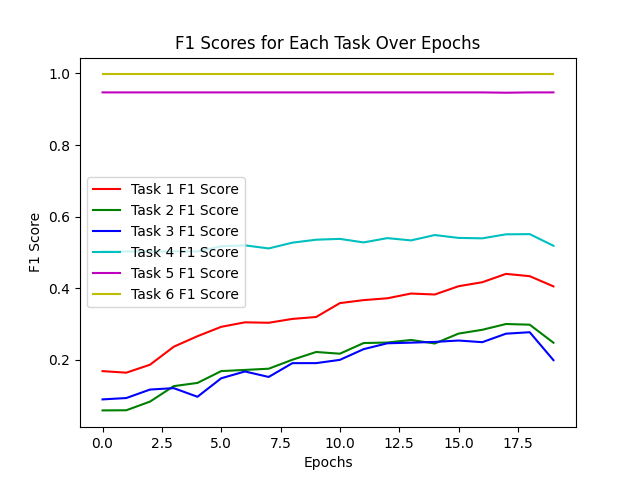 F1 Scores for Each Task Over Epochs
1.0
0.8
0.6
0.4
0.2
F1 Score
Task 1 F1 Score
Task 2 F1 Score
Task 3 F1 Score
Task 4 F1 Score
Task 5 F1 Score
Task 6 F1 Score
0.0 2.5 5.0 7.5 10.0 12.5 15.0 17.5
Epochs